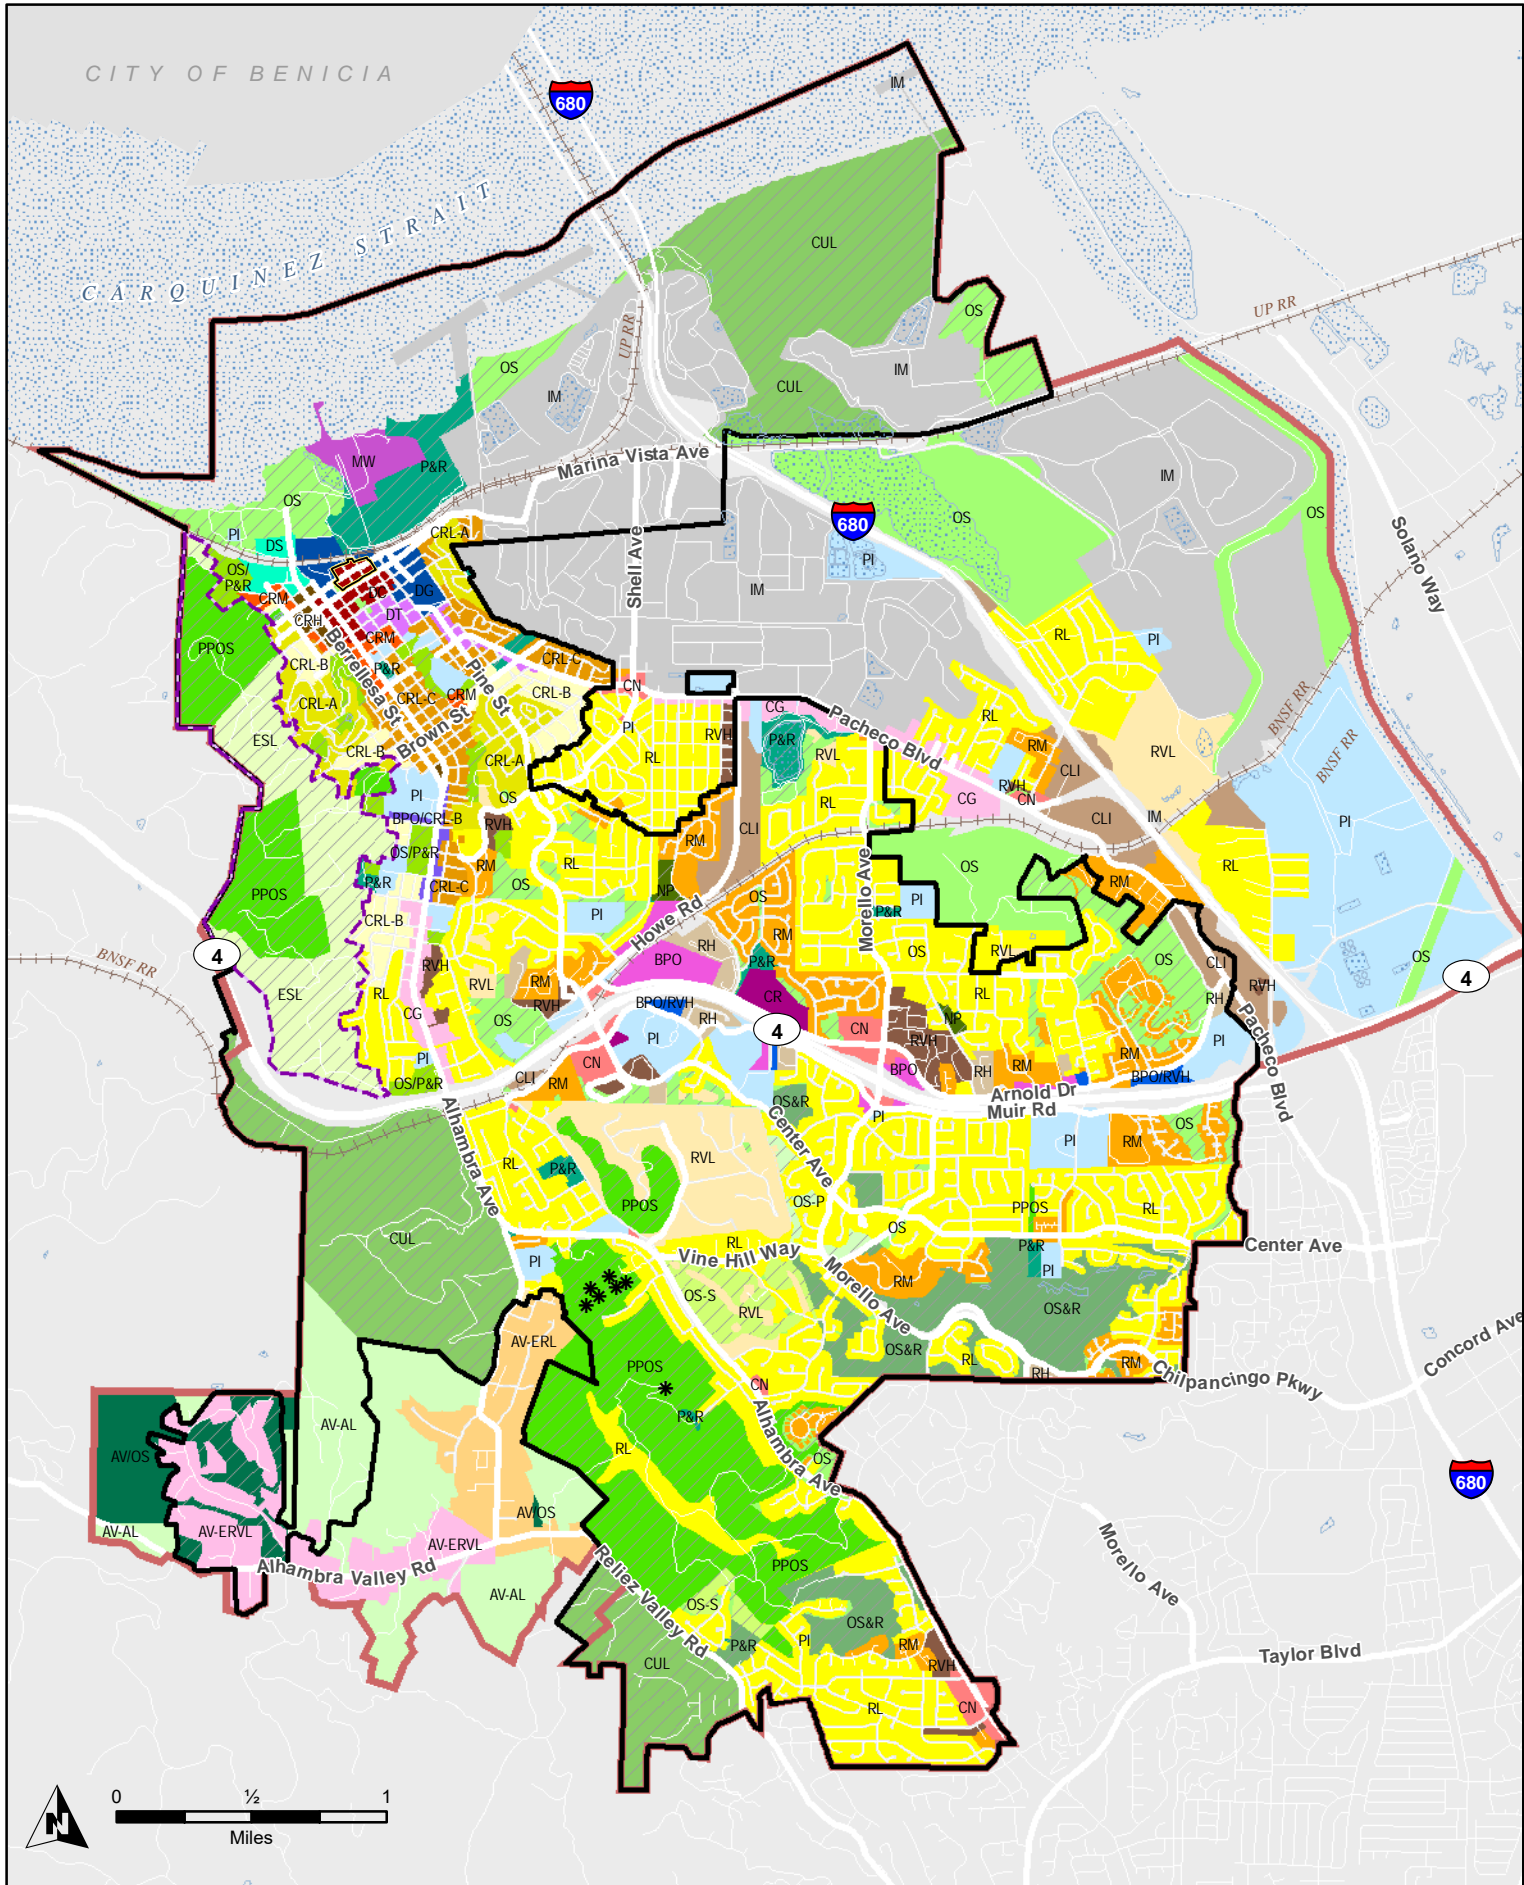 CITY OF BENICIA
680
IM
CARQUINEZ STRAIT
CUL
OS
UP RR
UP RR
OS
IM
IM
CUL
MW
P&R
Marina Vista Ave
IM
OS
OS
OS
680
Solano Way
PI
DS
CRL-A
PI
OS/
P&R
CRM
DC
DG
DT
CRH
CRM
Shell Ave
IM
RL
PI
PPOS
CRL-B
Berrellesa St
P&R
Pine St
CRL-C
CN
CRL-A
CRL-C
CRM
CRL-B
BNSF RR
Brown St
CG
Pacheco Blvd
RL
ESL
CRL-B
PI
RVH
P&R
RVL
RM
RVL
BNSF RR
CRL-A
RL
CLI
PI
OS
RVH
CN
CG
RL
BPO/CRL-B
RVH
CLI
CLI
IM
PI
OS/P&R
RM
RM
RL
Morello Ave
OS
RL
P&R
CRL-C
OS
NP
OS
RM
PPOS
CRL-B
PI
Howe Rd
RM
P&R
PI
4
BNSF RR
RH
OS
RVL
OS
CLI
OS
4
RVH
BPO
P&R
ESL
RL
RVL
RM
CR
RL
RVH
RVH
BPO/RVH
RH
CG
OS
RH
NP
Pacheco Blvd
PI
4
CN
RVH
PI
PI
CN
RM
OS/P&R
CLI
RM
BPO
RH
RM
BPO/RVH
Arnold Dr
Muir Rd
OS&R
PI
Alhambra Ave
Center Ave
PI
RM
OS
RL
P&R
RVL
PPOS
OS-P
PPOS
RL
OS
CUL
RL
Vine Hill Way
P&R
Center Ave
PI
PI
RM
OS-S
RVL
Morello Ave
OS&R
AV-ERL
OS&R
RL
RH
RM
Chilpancingo Pkwy
Concord Ave
PPOS
CN
P&R
AV-AL
RL
Alhambra Ave
AV/OS
OS
680
AV/OS
AV-AL
AV-ERVL
AV-ERVL
Alhambra Valley Rd
Reliez Valley Rd
PPOS
Morello Ave
AV-AL
OS-S
OS&R
P&R
PI
RM
CUL
RVH
Taylor Blvd
RL
CN
N
0 ½ 1
Miles